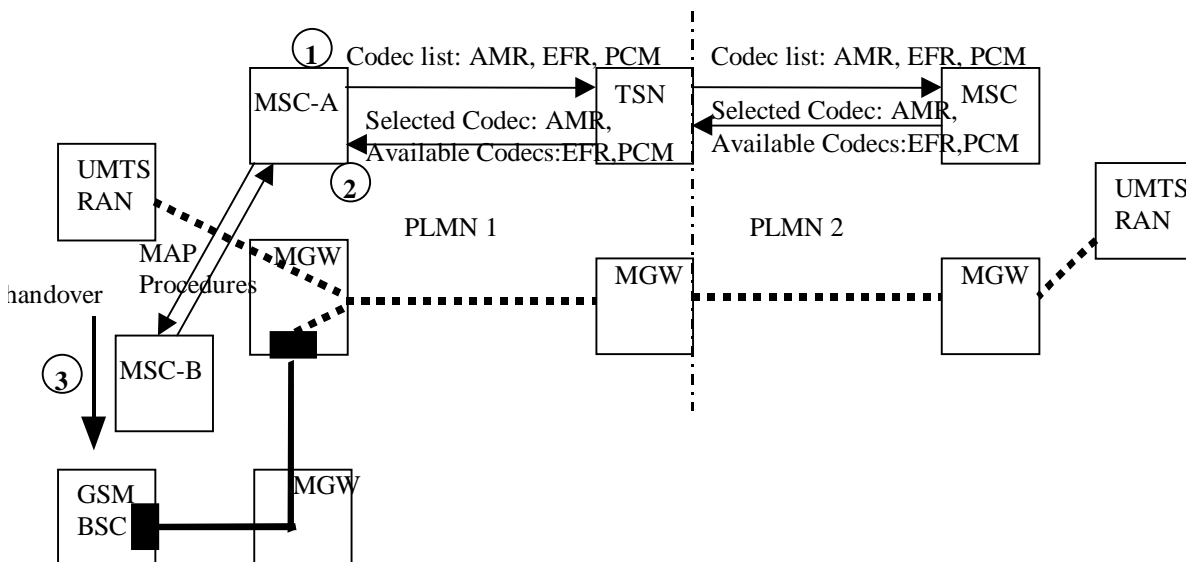 1
Codec list: AMR, EFR, PCM
Codec list: AMR, EFR, PCM
MSC-A
TSN
MSC
Selected Codec: AMR,
Available Codecs:EFR,PCM
Selected Codec: AMR,
Available Codecs:EFR,PCM
2
UMTS
RAN
UMTS
RAN
PLMN 1
PLMN 2
MAP
Procedures
MGW
MGW
MGW
handover
3
MSC-B
GSM
BSC
MGW